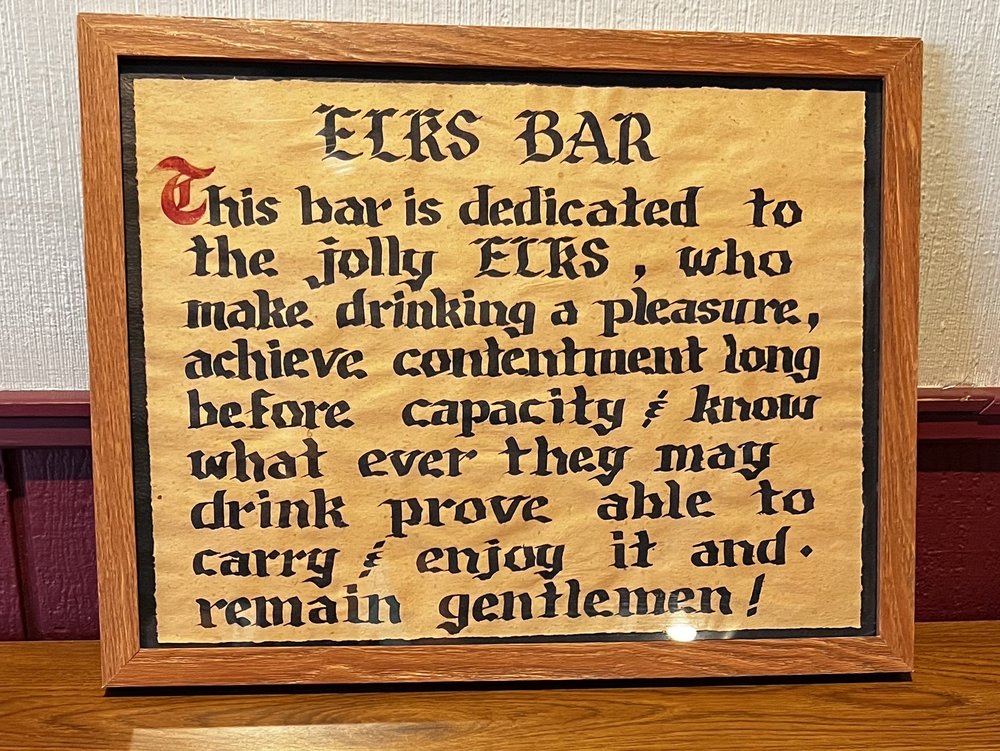 ELKS BAR
This bar is dedicated to
the jolly ELKS, who
make drinking a pleasure,
achieve contentment long
before capacity & know
what ever they may
drink prove able to
carry & enjoy it and.
remain gentlemen!